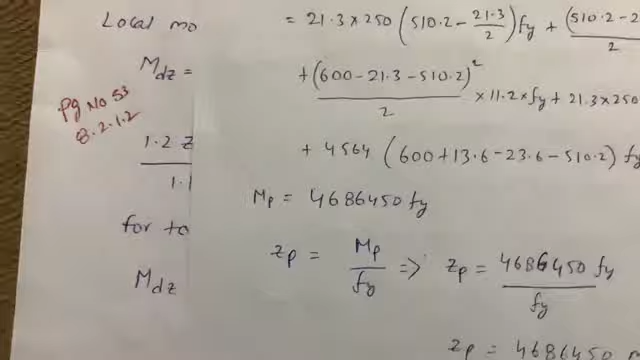 Local mo
M_dz =
Pg No 53
8.2.1.2
1.2 z
1.1
for to
M_dz
= 21.3 × 250 (510.2 - 21.3/2) fy + (510.2 - 2
2
+ (600 - 21.3 - 510.2)²/2 × 11.2 × fy + 21.3 × 250
+ 4564 (600 + 13.6 - 23.6 - 510.2) fy
Mp = 4686450 fy
Zp = Mp/fy => Zp = 4686450 fy/fy
Zp = 4686450 m